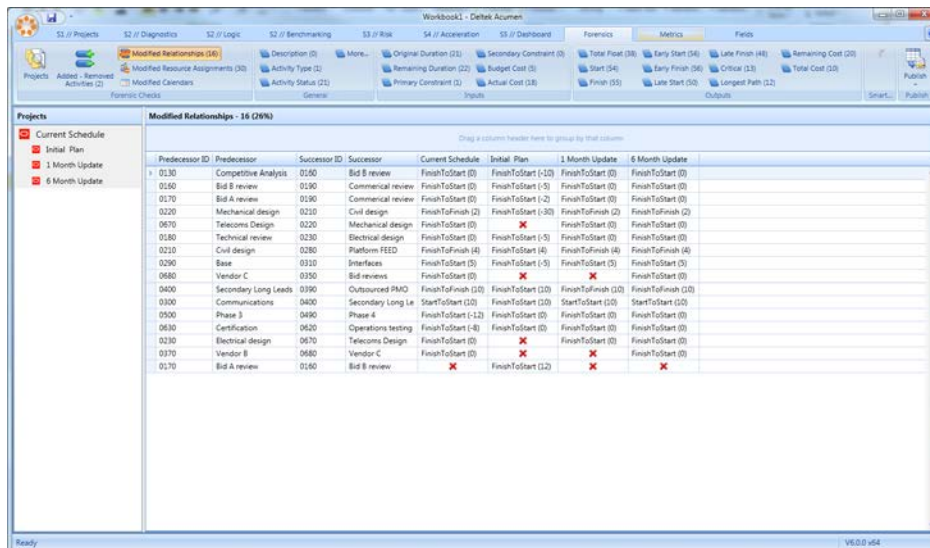 Workbook1 - Deltek Acumen
S1 // Projects S2 // Diagnostics S2 // Logic S2 // Benchmarking S3 // Risk S4 // Acceleration S5 // Dashboard Forensics Metrics Fields
Modified Relationships (16) Description (0) More... Original Duration (21) Secondary Constraint (0) Total Float (38) Early Start (58) Late Finish (48) Remaining Cost (20)
Projects Added - Removed Activities (2) Modified Resource Assignments (30) Activity Type (1) Remaining Duration (22) Budget Cost (5) Start (54) Early Finish (56) Critical (13) Total Cost (10) Publish
Modified Calendars Activity Status (21) Primary Constraint (1) Actual Cost (18) Finish (55) Late Start (50) Longest Path (12)
Forensic Checks General Inputs Outputs Smart... Publish
Projects Modified Relationships - 16 (26%)
Current Schedule Drag a column header here to group by that column
Initial Plan
1 Month Update
6 Month Update
Predecessor ID Predecessor Successor ID Successor Current Schedule Initial Plan 1 Month Update 6 Month Update
0130 Competitive Analysis 0160 Bid B review FinishToStart (0) FinishToStart (-10) FinishToStart (0) FinishToStart (0)
0160 Bid B review 0190 Commerical review FinishToStart (0) FinishToStart (-5) FinishToStart (0) FinishToStart (0)
0170 Bid A review 0190 Commerical review FinishToStart (0) FinishToStart (-2) FinishToStart (0) FinishToStart (0)
0220 Mechanical design 0210 Civil design FinishToFinish (2) FinishToStart (-30) FinishToFinish (2) FinishToFinish (2)
0670 Telecoms Design 0220 Mechanical design FinishToStart (0) FinishToStart (0) FinishToStart (0)
0180 Technical review 0230 Electrical design FinishToStart (0) FinishToStart (-5) FinishToStart (0) FinishToStart (0)
0210 Civil design 0280 Platform FEED FinishToFinish (4) FinishToStart (4) FinishToFinish (4) FinishToFinish (4)
0290 Base 0310 Interfaces FinishToStart (5) FinishToStart (-5) FinishToStart (5) FinishToStart (5)
0680 Vendor C 0350 Bid reviews FinishToStart (0) FinishToStart (0)
0400 Secondary Long Leads 0390 Outsourced PMO FinishToFinish (10) FinishToStart (10) FinishToFinish (10) FinishToFinish (10)
0300 Communications 0400 Secondary Long Le StartToStart (10) FinishToStart (10) StartToStart (10) StartToStart (10)
0500 Phase 3 0490 Phase 4 FinishToStart (-12) FinishToStart (0) FinishToStart (0) FinishToStart (0)
0630 Certification 0620 Operations testing FinishToStart (-8) FinishToStart (0) FinishToStart (0) FinishToStart (0)
0230 Electrical design 0670 Telecoms Design FinishToStart (0) FinishToStart (0) FinishToStart (0)
0370 Vendor B 0680 Vendor C FinishToStart (0) FinishToStart (0)
0170 Bid A review 0160 Bid B review FinishToStart (12)
Ready V6.0.0 x64